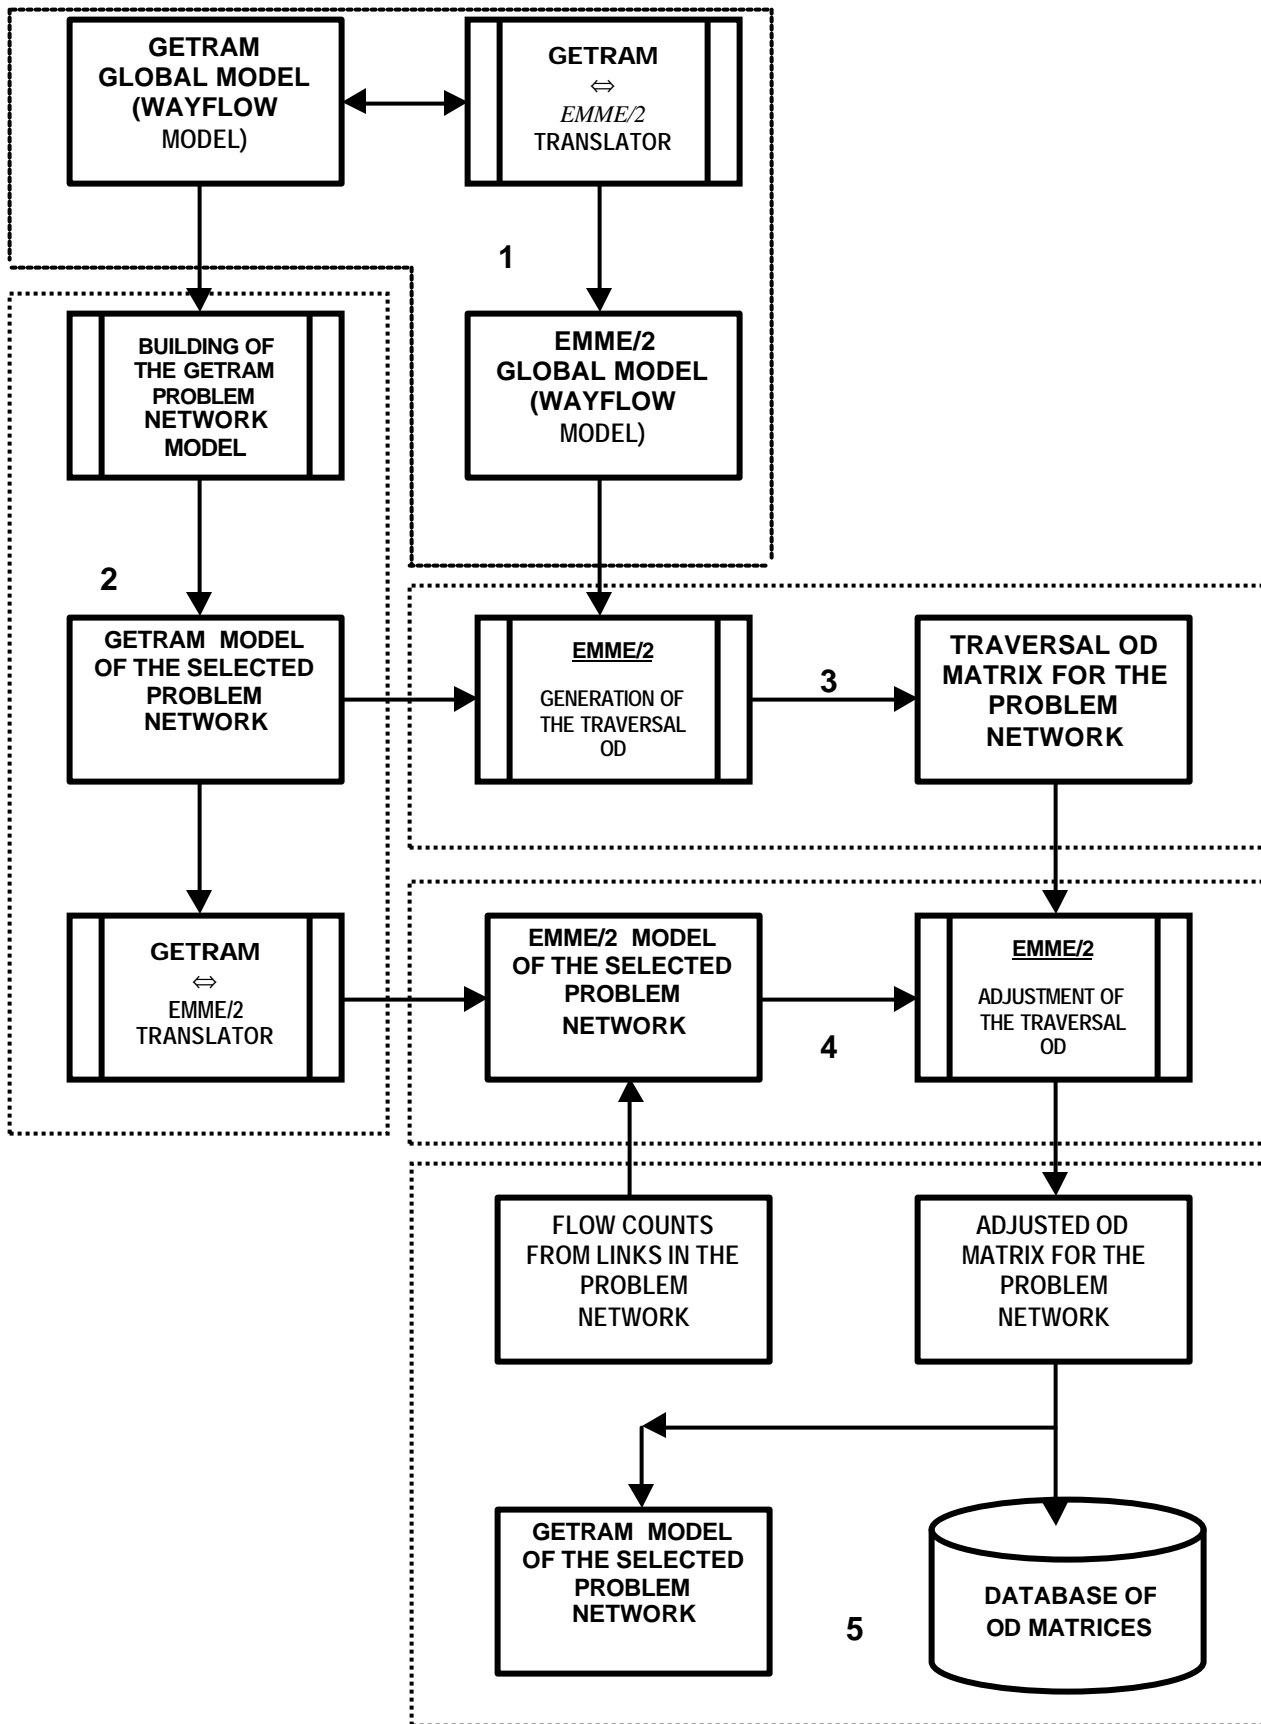 GETRAM
GLOBAL MODEL
(WAYFLOW
MODEL)
GETRAM
⇔
EMME/2
TRANSLATOR
1
BUILDING OF
THE GETRAM
PROBLEM
NETWORK
MODEL
EMME/2
GLOBAL MODEL
(WAYFLOW
MODEL)
2
GETRAM MODEL
OF THE SELECTED
PROBLEM
NETWORK
EMME/2
GENERATION OF
THE TRAVERSAL
OD
3
TRAVERSAL OD
MATRIX FOR THE
PROBLEM
NETWORK
GETRAM
⇔
EMME/2
TRANSLATOR
EMME/2 MODEL
OF THE SELECTED
PROBLEM
NETWORK
4
EMME/2
ADJUSTMENT OF
THE TRAVERSAL
OD
FLOW COUNTS
FROM LINKS IN THE
PROBLEM
NETWORK
ADJUSTED OD
MATRIX FOR THE
PROBLEM
NETWORK
GETRAM MODEL
OF THE SELECTED
PROBLEM
NETWORK
5
DATABASE OF
OD MATRICES